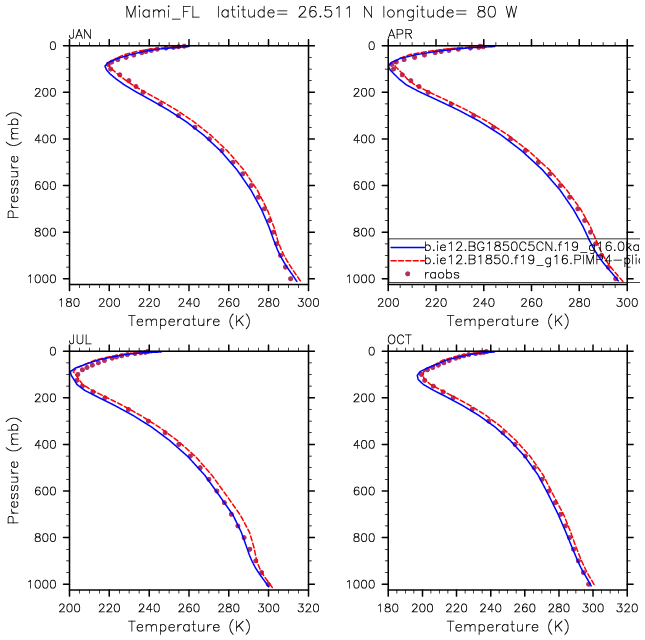 Miami_FL latitude= 26.511 N longitude= 80 W
JAN
APR
0
200
400
600
800
1000
Pressure (mb)
180 200 220 240 260 280 300
Temperature (K)
0
200
400
600
800
1000
b.ie12.BG1850C5CN.f19_g16.0ka
b.ie12.B1850.f19_g16.PIMP4-plio
raobs
200 220 240 260 280 300
Temperature (K)
JUL
OCT
0
200
400
600
800
1000
Pressure (mb)
200 220 240 260 280 300 320
Temperature (K)
0
200
400
600
800
1000
180 200 220 240 260 280 300 320
Temperature (K)